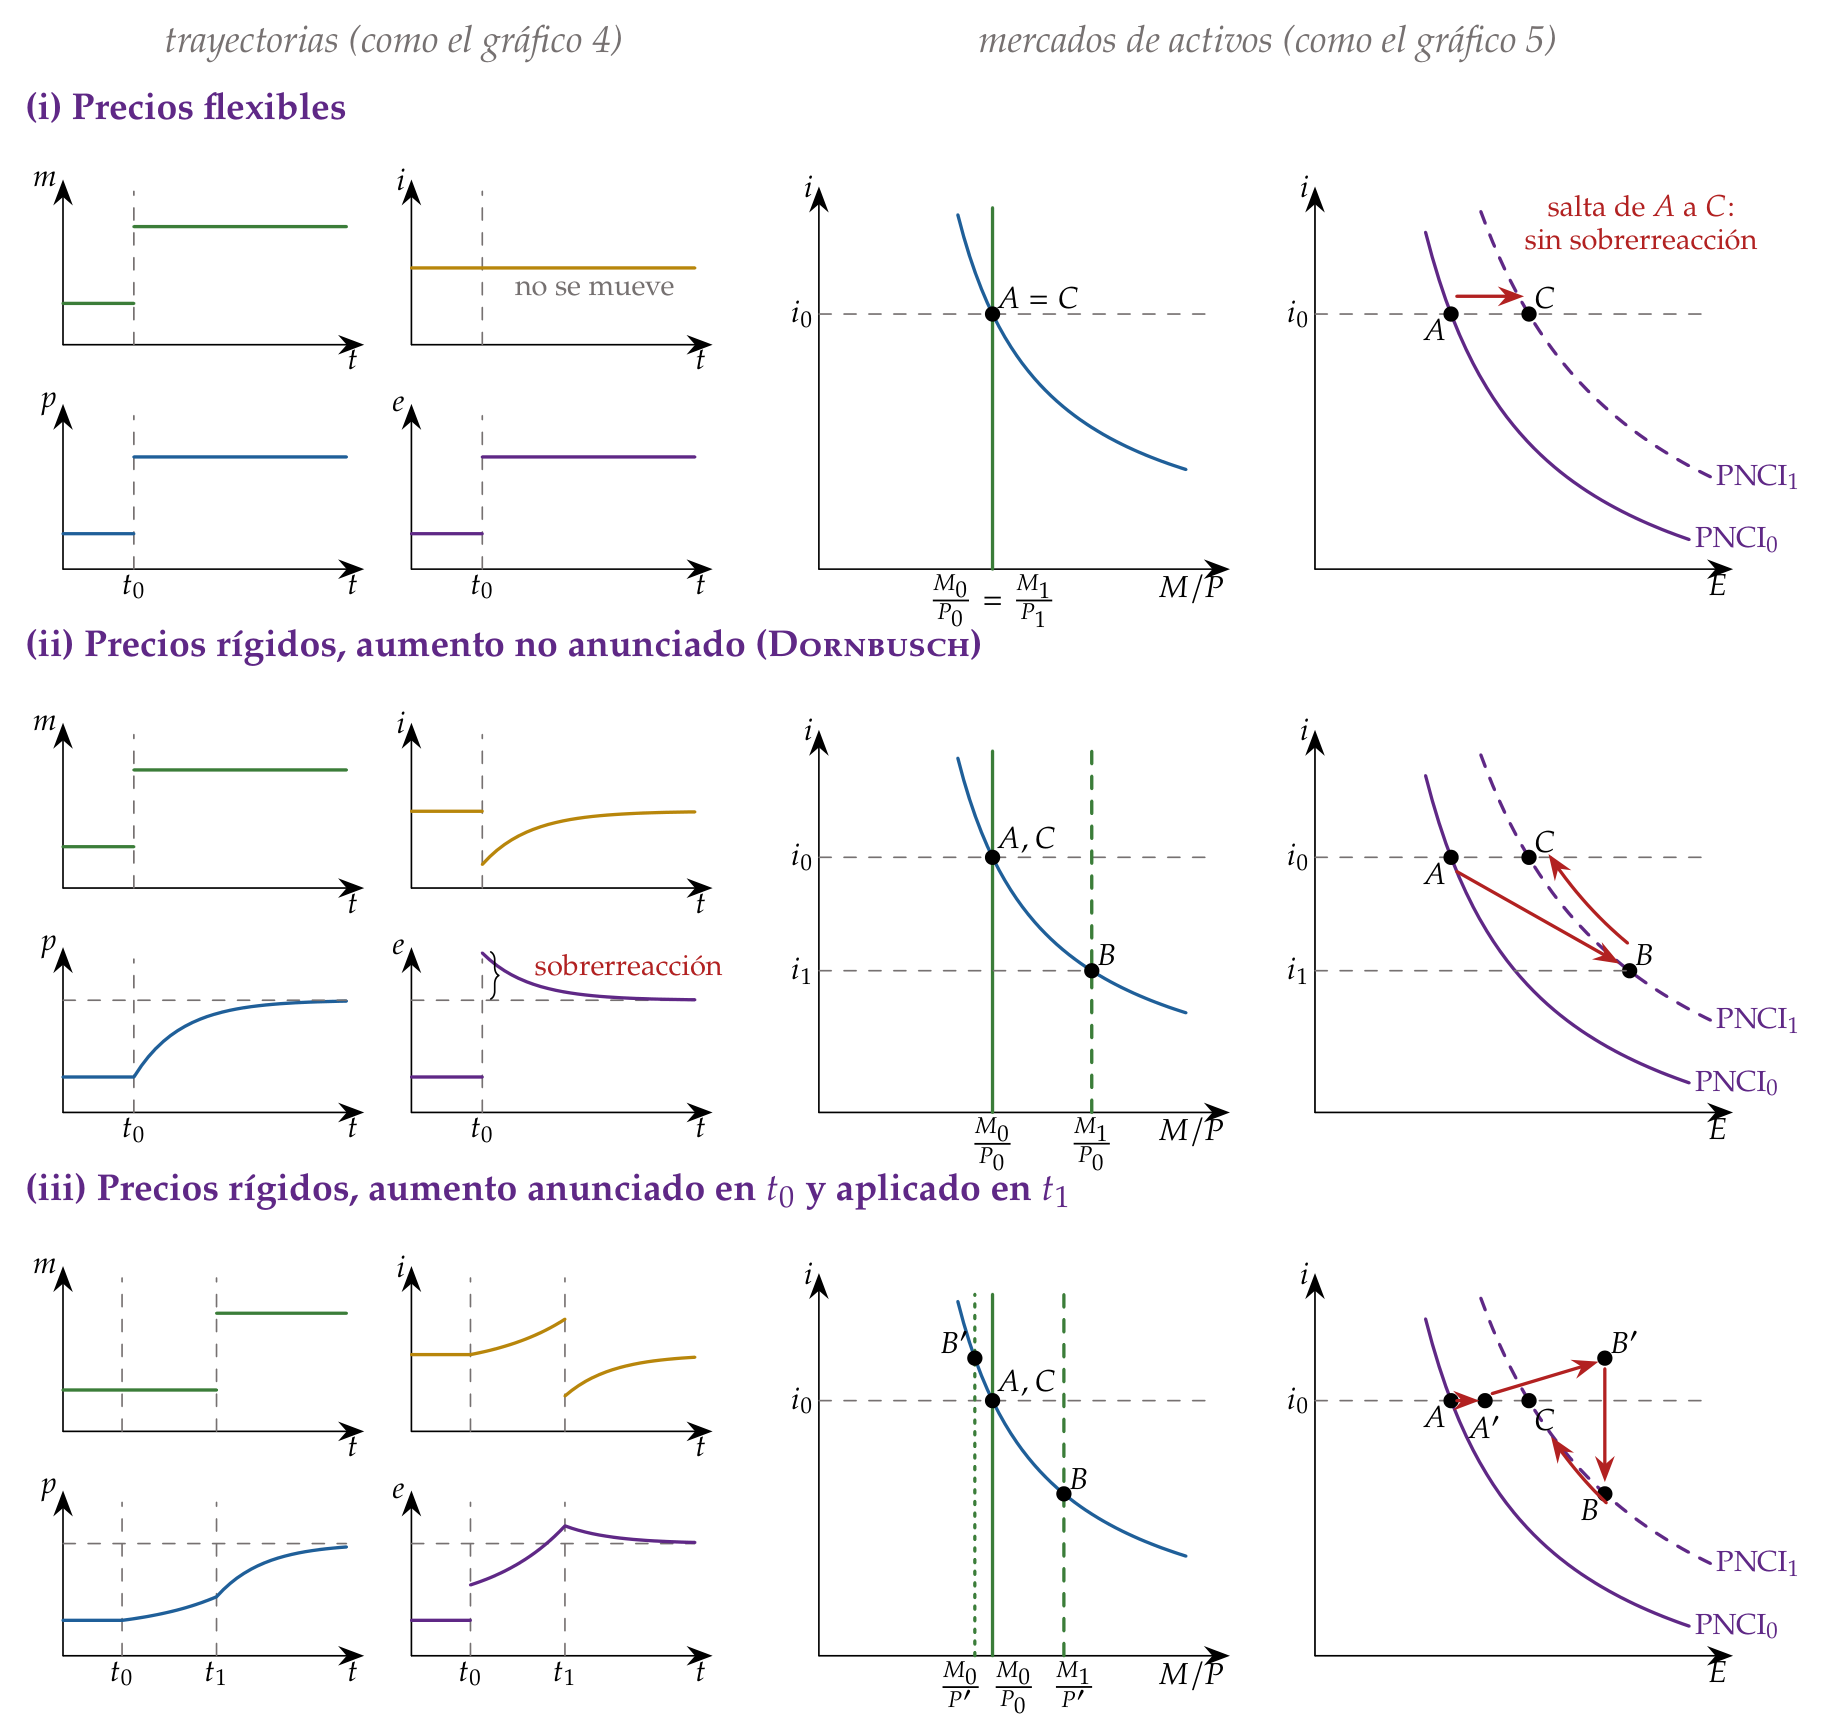 trayectorias (como el gráfico 4)
mercados de activos (como el gráfico 5)
(i) Precios flexibles
m
t
i
no se mueve
t
p
t0
t
e
t0
t
i
i0
A = C
M0/P0 = M1/P1
M/P
i
salta de A a C:
sin sobrerreacción
i0
A
C
PNCI1
PNCI0
E
(ii) Precios rígidos, aumento no anunciado (Dornbusch)
m
t
i
t
p
t0
t
e
sobrerreacción
t0
t
i
i0
A, C
i1
B
M0/P0
M1/P0
M/P
i
i0
A
C
i1
B
PNCI1
PNCI0
E
(iii) Precios rígidos, aumento anunciado en t0 y aplicado en t1
m
t
i
t
p
t0
t1
t
e
t0
t1
t
i
B′
i0
A, C
B
M0/P′
M0/P0
M1/P′
M/P
i
B′
i0
A
A′
C
B
PNCI1
PNCI0
E